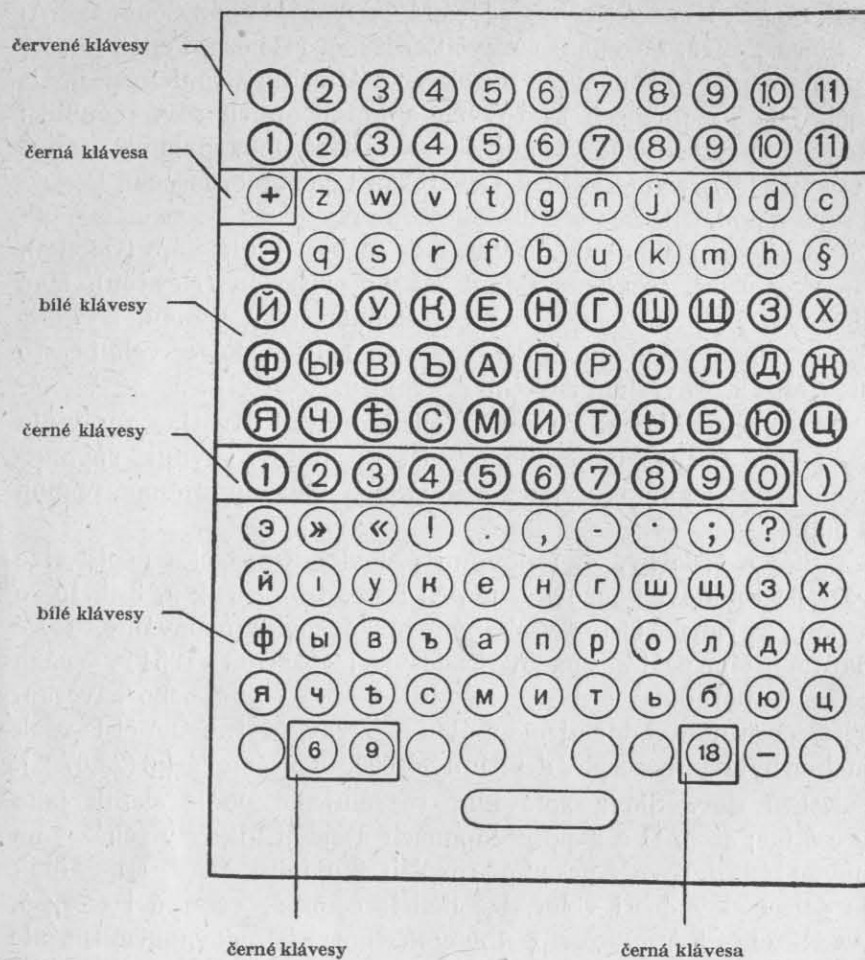 červené klávesy
1 2 3 4 5 6 7 8 9 10 11
1 2 3 4 5 6 7 8 9 10 11
černá klávesa
+ z w v t g n j l d c
Э q s r f b u k m h §
bílé klávesy
Й І У К Е Н Г Ш Щ З Х
Ф Ы В Ъ А П Р О Л Д Ж
Я Ч Ѣ С М И Т Ь Б Ю Ц
černé klávesy
1 2 3 4 5 6 7 8 9 0 )
э » « ! . , - · ; ? (
й і у к е н г ш щ з х
bílé klávesy
ф ы в ъ а п р о л д ж
я ч ѣ с м и т ь б ю ц
6 9 18 –
černé klávesy
černá klávesa